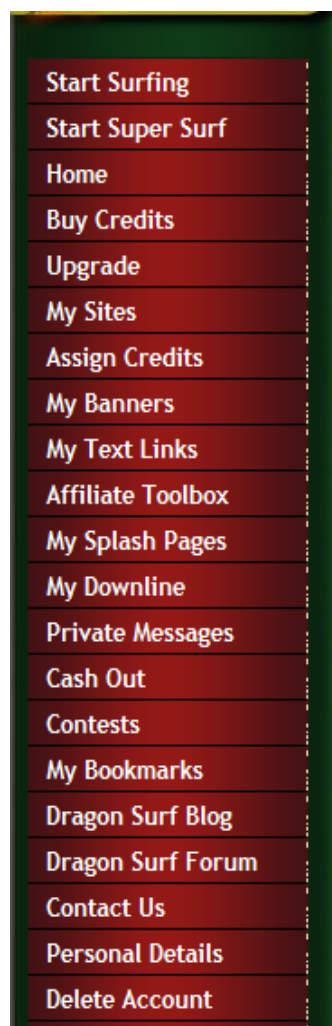 Start Surfing
Start Super Surf
Home
Buy Credits
Upgrade
My Sites
Assign Credits
My Banners
My Text Links
Affiliate Toolbox
My Splash Pages
My Downline
Private Messages
Cash Out
Contests
My Bookmarks
Dragon Surf Blog
Dragon Surf Forum
Contact Us
Personal Details
Delete Account